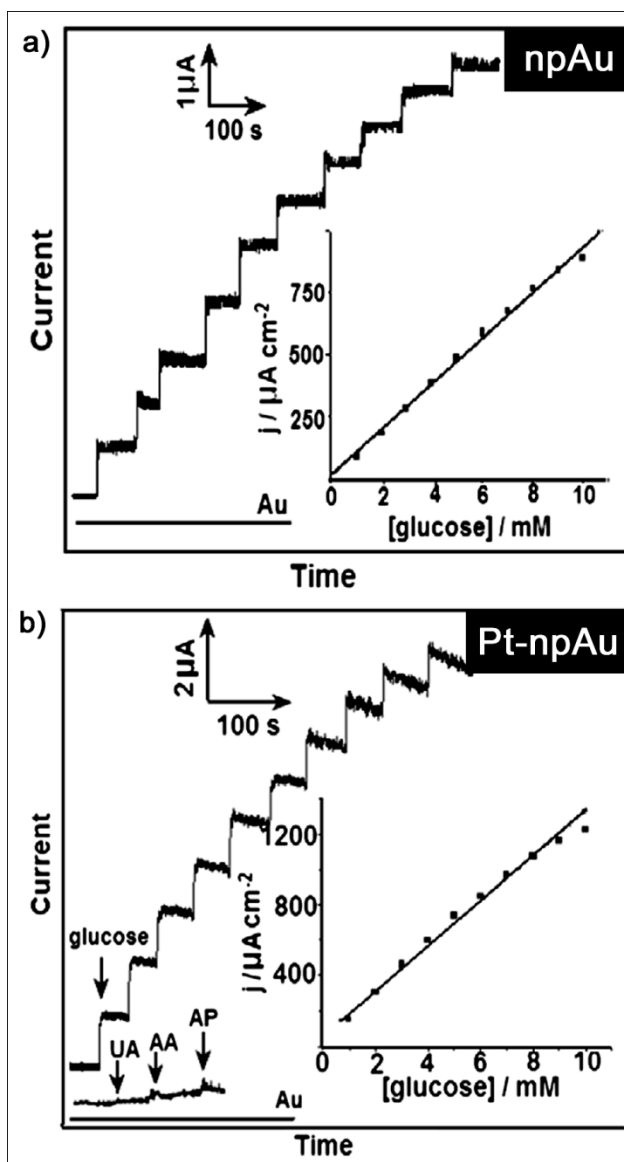 a)
npAu
1μA
100 s
Current
750
500
250
j / μA cm-2
0 2 4 6 8 10
[glucose] / mM
Au
Time
b)
Pt-npAu
2μA
100 s
Current
glucose
UA
AA
AP
1200
800
400
j /μA cm-2
0 2 4 6 8 10
[glucose] / mM
Au
Time